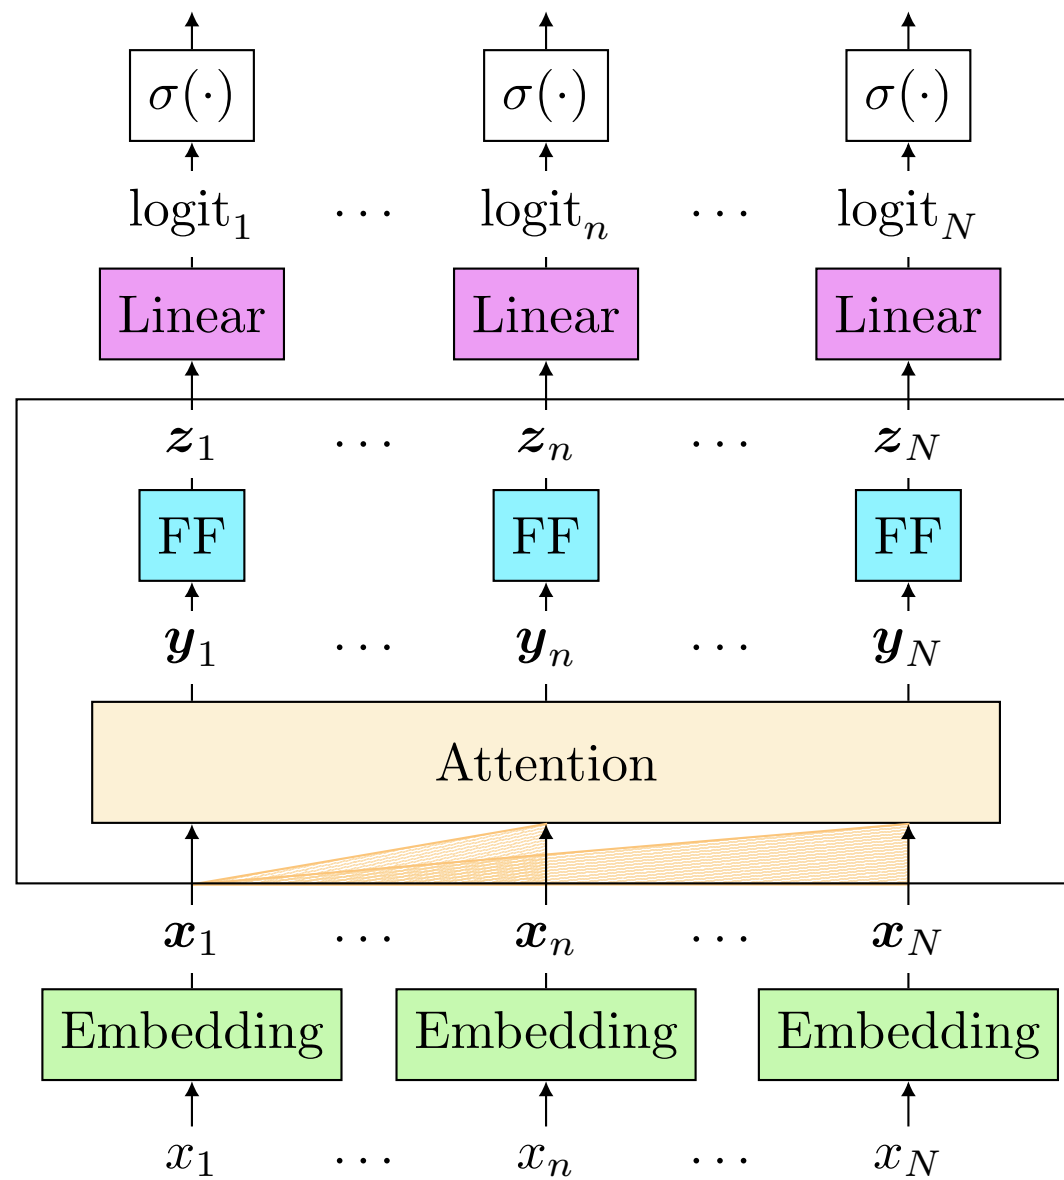 σ(·) σ(·) σ(·)
logit₁ ··· logitₙ ··· logit_N
Linear Linear Linear
z₁ ··· zₙ ··· z_N
FF FF FF
y₁ ··· yₙ ··· y_N
Attention
x₁ ··· xₙ ··· x_N
Embedding Embedding Embedding
x₁ ··· xₙ ··· x_N